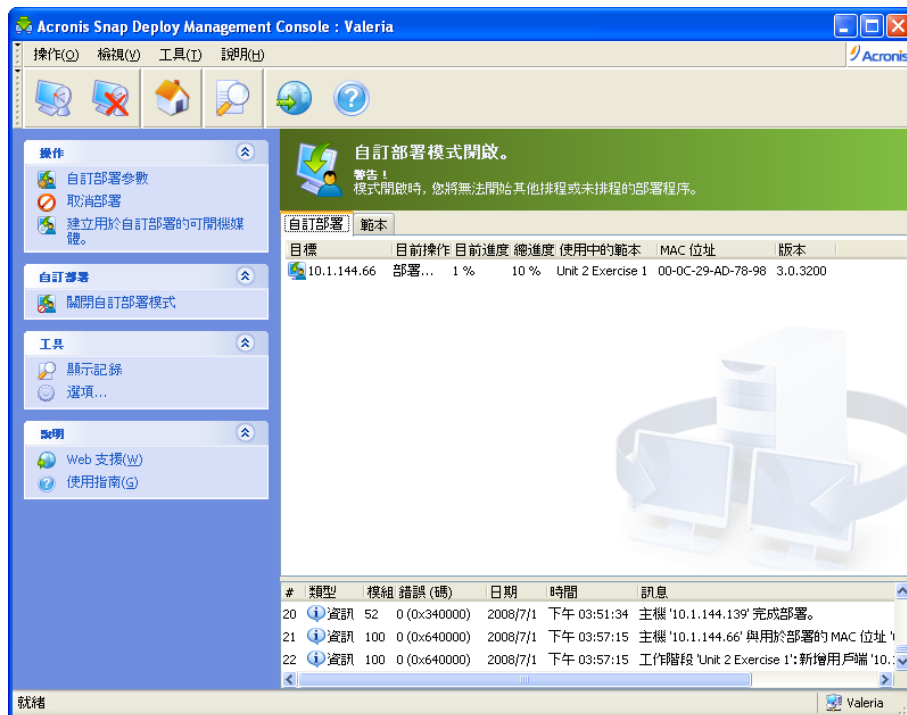 Acronis Snap Deploy Management Console : Valeria
操作(O) 檢視(V) 工具(T) 說明(H)
Acronis
操作
自訂部署參數
取消部署
建立用於自訂部署的可開機媒
體。
自訂部署
關閉自訂部署模式
工具
顯示記錄
選項...
說明
Web 支援(W)
使用指南(G)
自訂部署模式開啟。
警告!
模式開啟時, 您將無法開始其他排程或未排程的部署程序。
自訂部署 範本
目標 目前操作 目前進度 總進度 使用中的範本 MAC 位址 版本
10.1.144.66 部署... 1 % 10 % Unit 2 Exercise 1 00-0C-29-AD-78-98 3.0.3200
# 類型 模組 錯誤 (碼) 日期 時間 訊息
20 資訊 52 0 (0x340000) 2008/7/1 下午 03:51:34 主機 '10.1.144.139' 完成部署。
21 資訊 100 0 (0x640000) 2008/7/1 下午 03:57:15 主機 '10.1.144.66' 與用於部署的 MAC 位址
22 資訊 100 0 (0x640000) 2008/7/1 下午 03:57:15 工作階段 'Unit 2 Exercise 1': 新增用戶端 '10.
就緒 Valeria